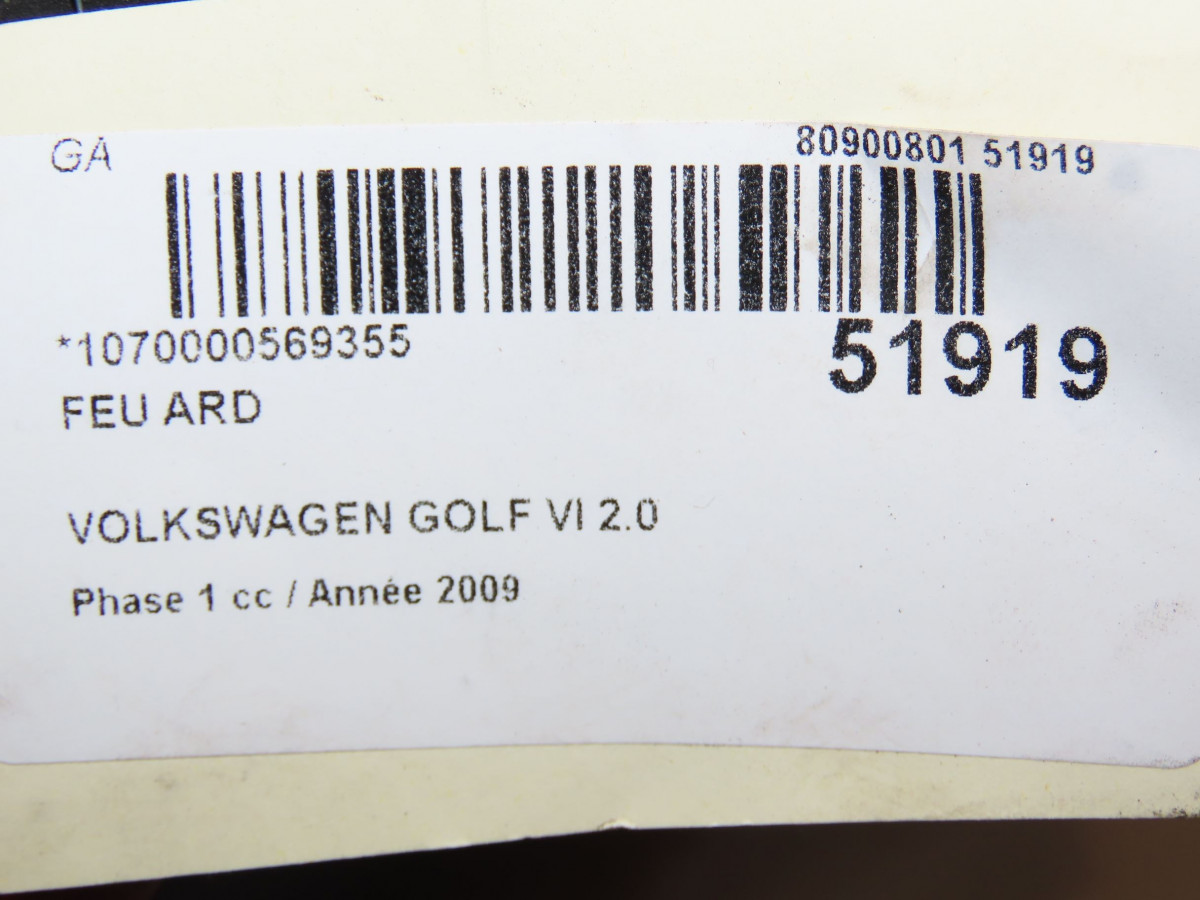 GA
80900801 51919
*1070000569355
51919
FEU ARD
VOLKSWAGEN GOLF VI 2.0
Phase 1 cc / Année 2009